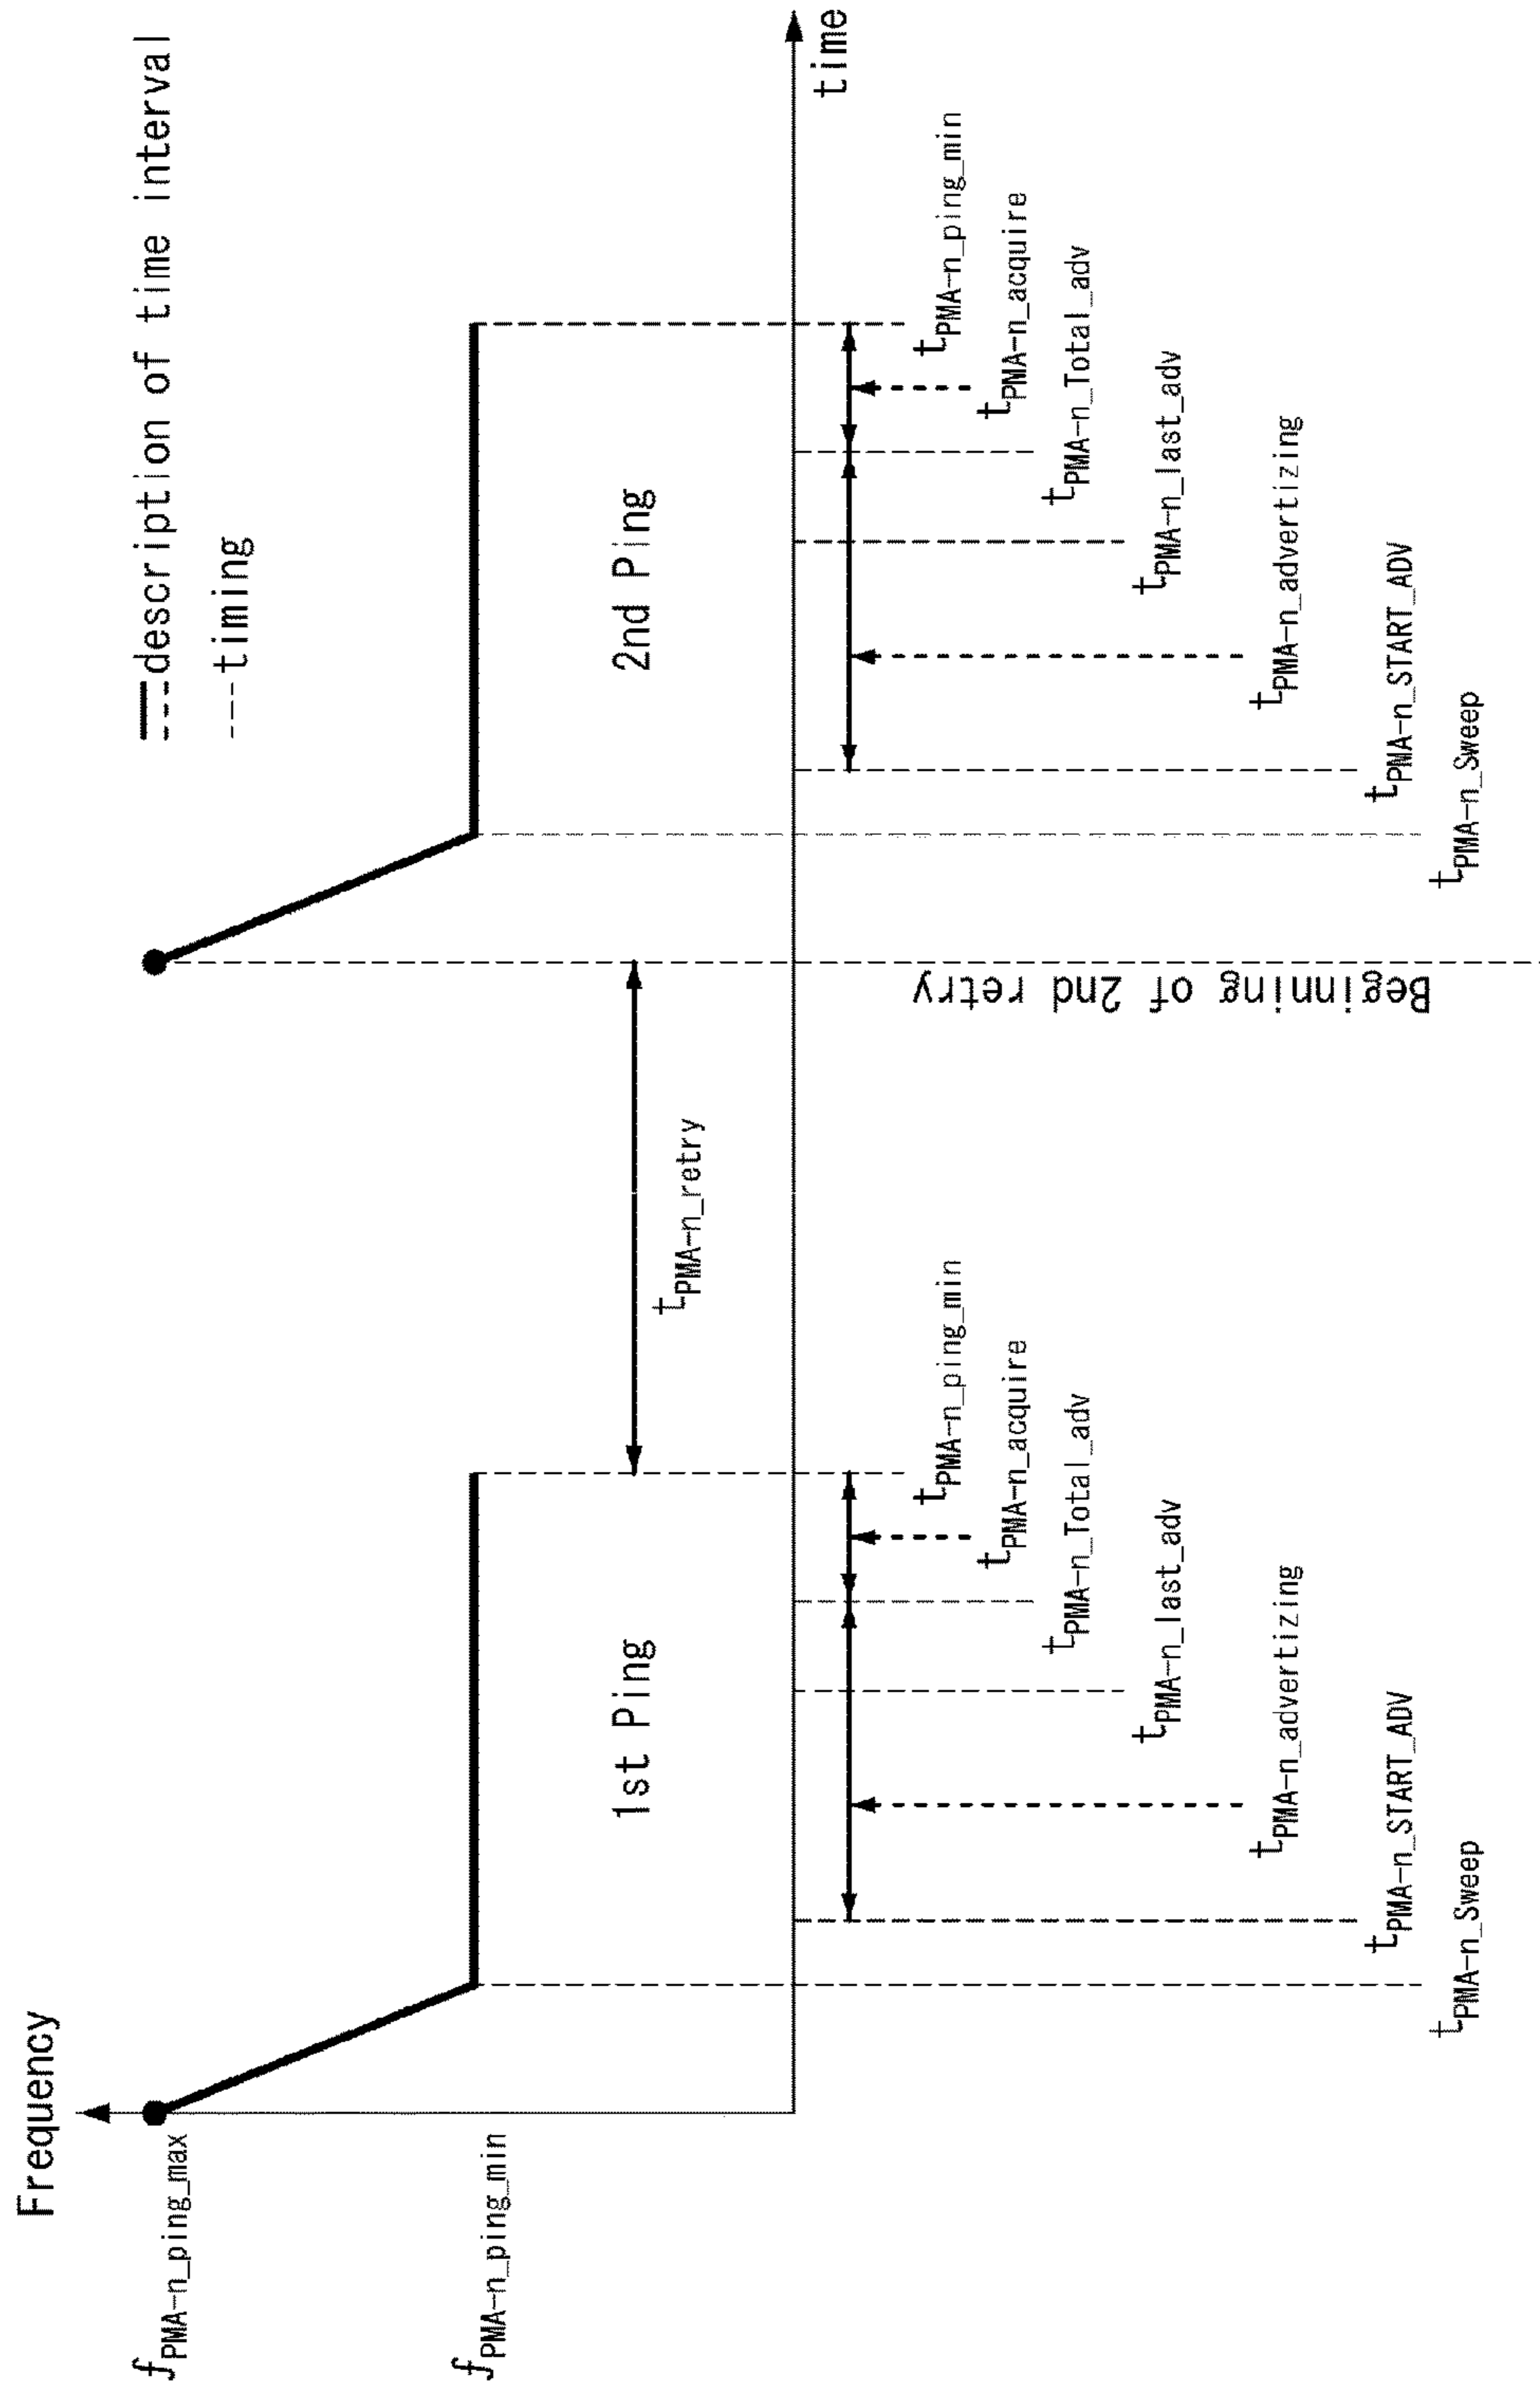 Frequency
description of time interval
timing
fPMA-n_ping_max
fPMA-n_ping_min
1st Ping
2nd Ping
tPMA-n_retry
time
tPMA-n_ping_min
tPMA-n_acquire
tPMA-n_Total_adv
tPMA-n_last_adv
tPMA-n_advertizing
tPMA-n_START_ADV
tPMA-n_Sweep
Beginning of 2nd retry
tPMA-n_ping_min
tPMA-n_acquire
tPMA-n_Total_adv
tPMA-n_last_adv
tPMA-n_advertizing
tPMA-n_START_ADV
tPMA-n_Sweep